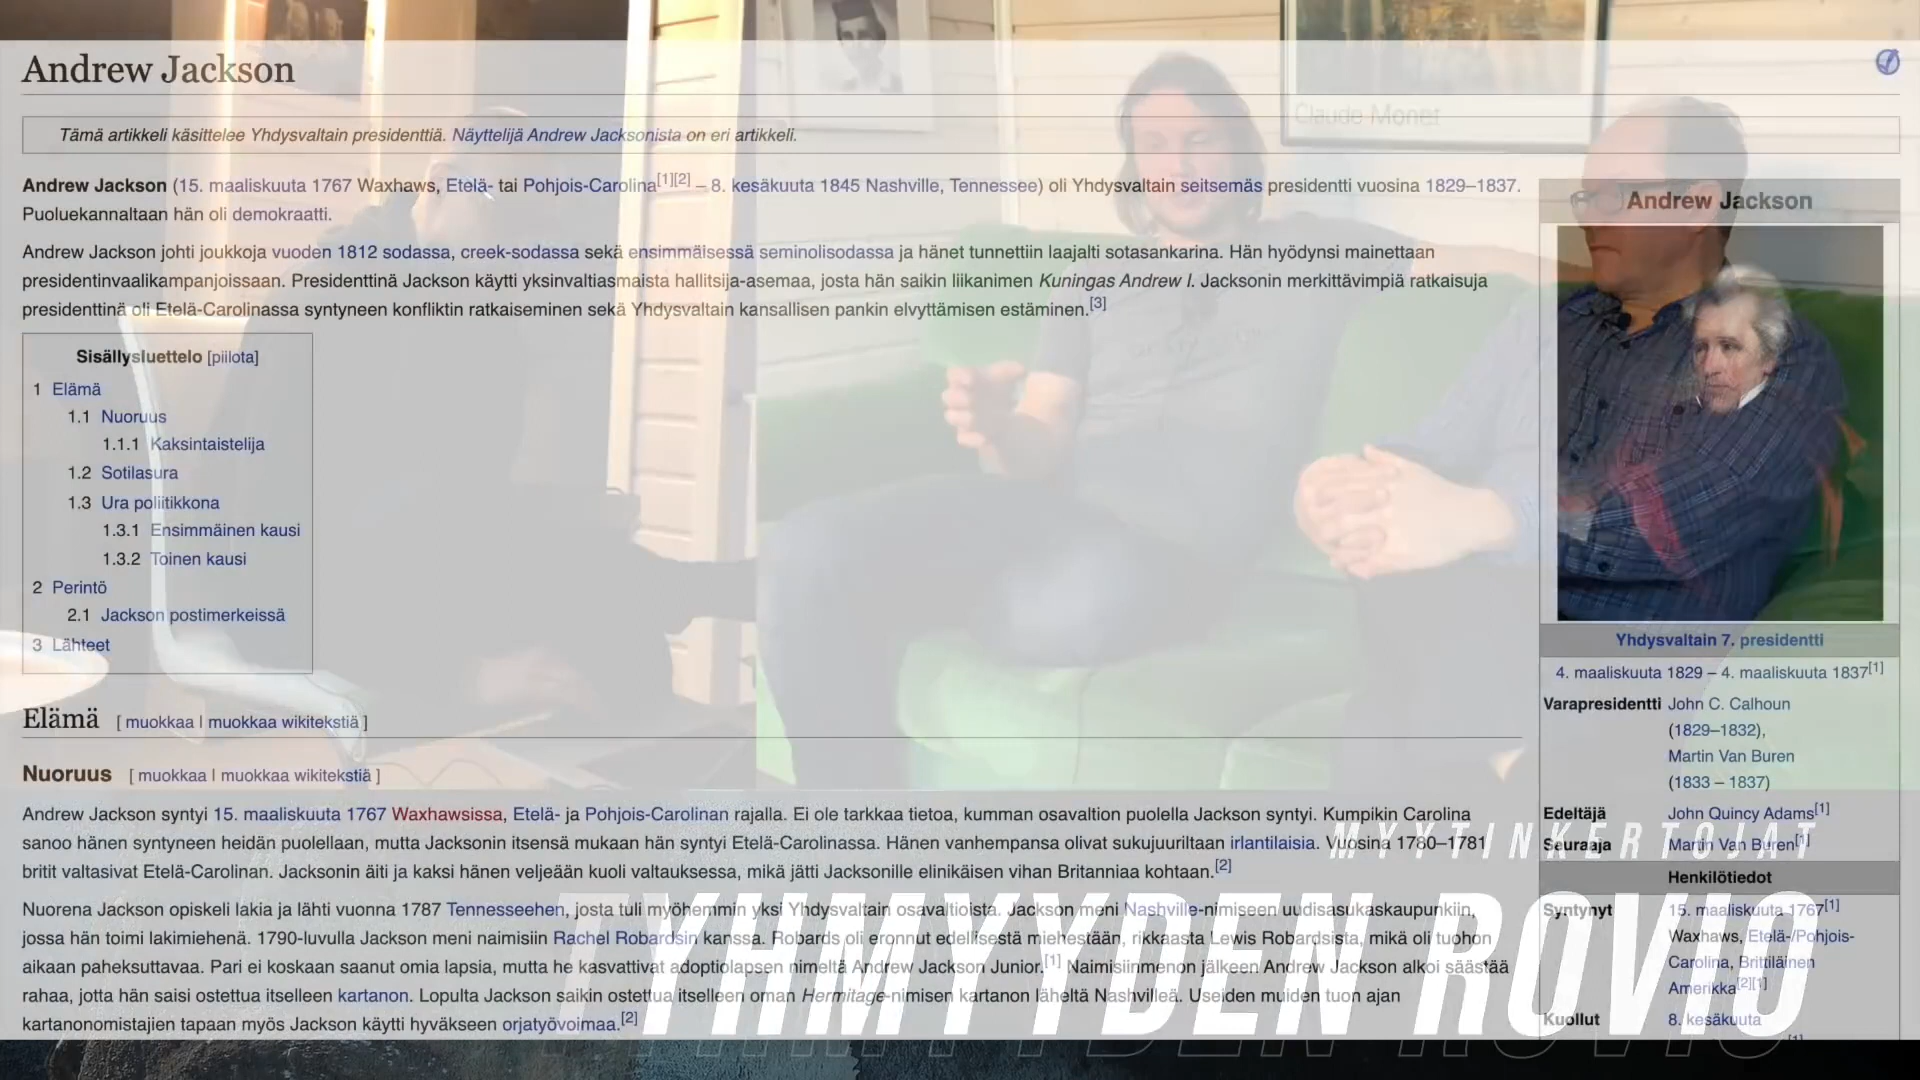 Andrew Jackson
Claude Monet
Tämä artikkeli käsittelee Yhdysvaltain presidenttiä. Näyttelijä Andrew Jacksonista on eri artikkeli.
Andrew Jackson (15. maaliskuuta 1767 Waxhaws, Etelä- tai Pohjois-Carolina[1][2] – 8. kesäkuuta 1845 Nashville, Tennessee) oli Yhdysvaltain seitsemäs presidentti vuosina 1829–1837.
Puoluekannaltaan hän oli demokraatti.
Andrew Jackson johti joukkoja vuoden 1812 sodassa, creek-sodassa sekä ensimmäisessä seminolisodassa ja hänet tunnettiin laajalti sotasankarina. Hän hyödynsi mainettaan
presidentinvaalikampanjoissaan. Presidenttinä Jackson käytti yksinvaltiasmaista hallitsija-asemaa, josta hän saikin liikanimen Kuningas Andrew I. Jacksonin merkittävimpiä ratkaisuja
presidenttinä oli Etelä-Carolinassa syntyneen konfliktin ratkaiseminen sekä Yhdysvaltain kansallisen pankin elvyttämisen estäminen.[3]
Sisällysluettelo [piilota]
1 Elämä
1.1 Nuoruus
1.1.1 Kaksintaistelija
1.2 Sotilasura
1.3 Ura poliitikkona
1.3.1 Ensimmäinen kausi
1.3.2 Toinen kausi
2 Perintö
2.1 Jackson postimerkeissä
3 Lähteet
Elämä [ muokkaa | muokkaa wikitekstiä ]
Nuoruus [ muokkaa | muokkaa wikitekstiä ]
Andrew Jackson syntyi 15. maaliskuuta 1767 Waxhawsissa, Etelä- ja Pohjois-Carolinan rajalla. Ei ole tarkkaa tietoa, kumman osavaltion puolella Jackson syntyi. Kumpikin Carolina
sanoo hänen syntyneen heidän puolellaan, mutta Jacksonin itsensä mukaan hän syntyi Etelä-Carolinassa. Hänen vanhempansa olivat sukujuuriltaan irlantilaisia. Vuosina 1780–1781
britit valtasivat Etelä-Carolinan. Jacksonin äiti ja kaksi hänen veljeään kuoli valtauksessa, mikä jätti Jacksonille elinikäisen vihan Britanniaa kohtaan.[2]
Nuorena Jackson opiskeli lakia ja lähti vuonna 1787 Tennesseehen, josta tuli myöhemmin yksi Yhdysvaltain osavaltioista. Jackson meni Nashville-nimiseen uudisasukaskaupunkiin,
jossa hän toimi lakimiehenä. 1790-luvulla Jackson meni naimisiin Rachel Robardsin kanssa. Robards oli eronnut edellisestä miehestään, rikkaasta Lewis Robardsista, mikä oli tuohon
aikaan paheksuttavaa. Pari ei koskaan saanut omia lapsia, mutta he kasvattivat adoptiolapsen nimeltä Andrew Jackson Junior.[1] Naimisiinmenon jälkeen Andrew Jackson alkoi säästää
rahaa, jotta hän saisi ostettua itselleen kartanon. Lopulta Jackson saikin ostettua itselleen oman Hermitage-nimisen kartanon läheltä Nashvilleä. Useiden muiden tuon ajan
kartanonomistajien tapaan myös Jackson käytti hyväkseen orjatyövoimaa.[2]
Andrew Jackson
Yhdysvaltain 7. presidentti
4. maaliskuuta 1829 – 4. maaliskuuta 1837[1]
Varapresidentti John C. Calhoun
(1829–1832),
Martin Van Buren
(1833 – 1837)
Edeltäjä John Quincy Adams[1]
Seuraaja Martin Van Buren[1]
Henkilötiedot
Syntynyt 15. maaliskuuta 1767[1]
Waxhaws, Etelä-/Pohjois-
Carolina, Brittiläinen
Amerikka[2][1]
Kuollut 8. kesäkuuta
MYYTINKERTOJAT
TYHMYYDEN ROVIO